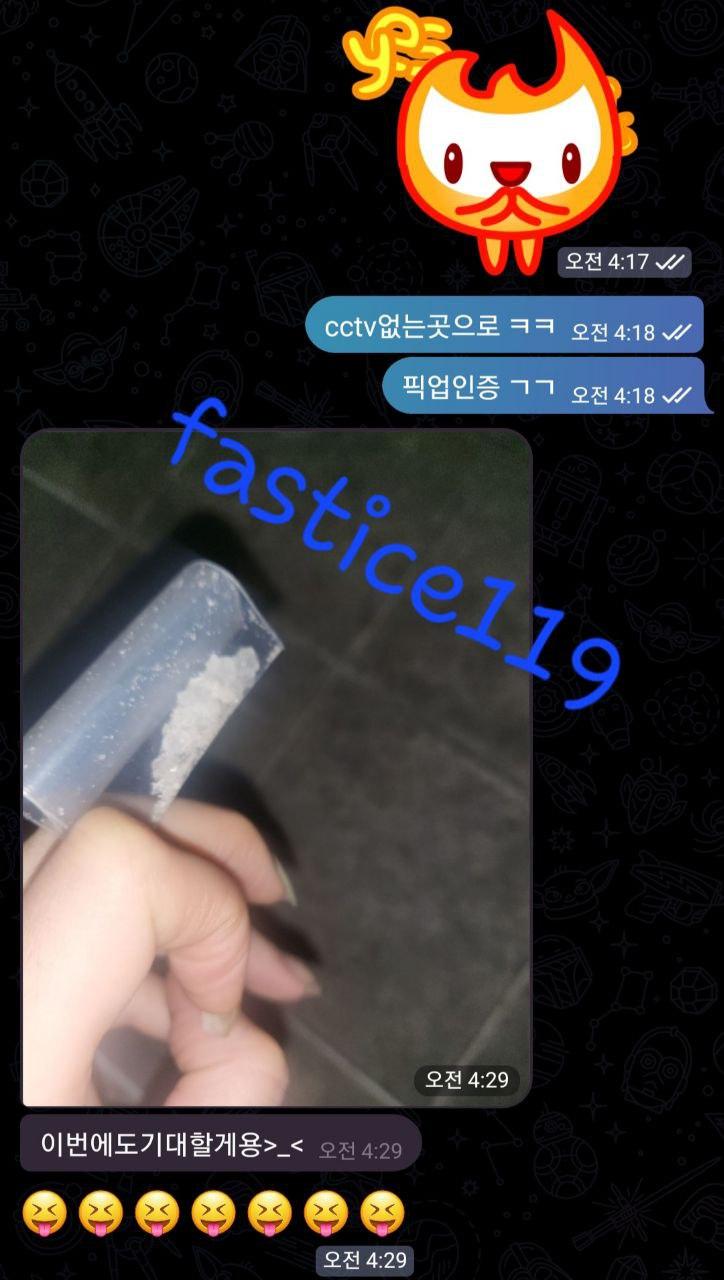 yes
오전 4:17
cctv없는곳으로 ㅋㅋ 오전 4:18
픽업인증 ㄱㄱ 오전 4:18
fastice119
오전 4:29
이번에도기대할게용>_< 오전 4:29
오전 4:29